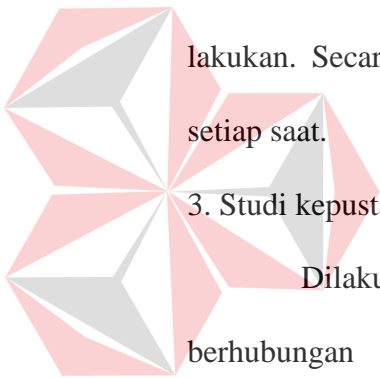 lakukan. Secar
setiap saat.
3. Studi kepust
Dilaku
berhubungan